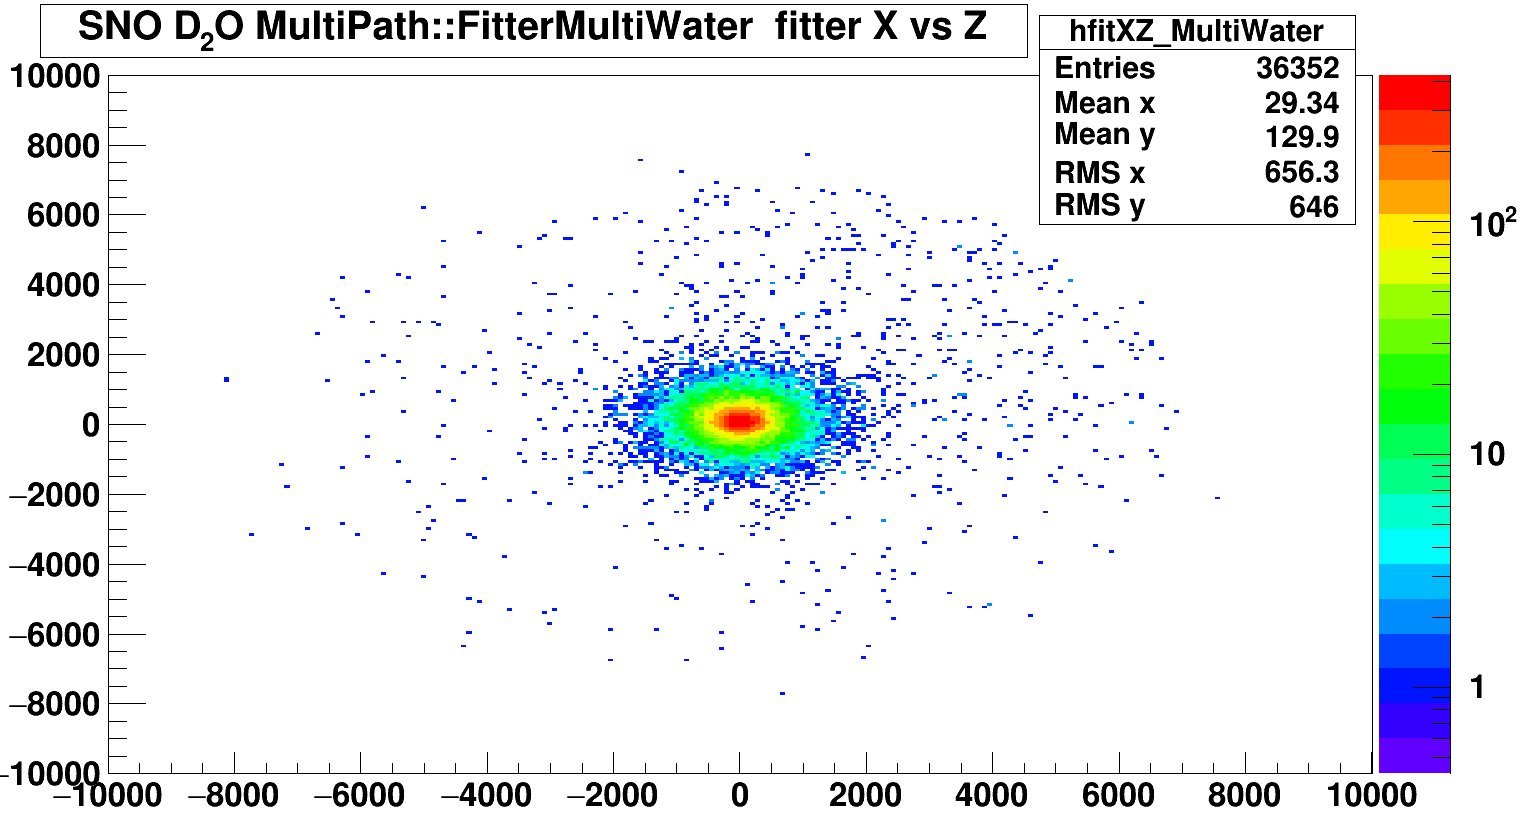 SNO D2O MultiPath::FitterMultiWater fitter X vs Z
hfitXZ_MultiWater
Entries 36352
Mean x 29.34
Mean y 129.9
RMS x 656.3
RMS y 646
10000
8000
6000
4000
2000
0
−2000
−4000
−6000
−8000
−10000
−10000 −8000 −6000 −4000 −2000 0 2000 4000 6000 8000 10000
10²
10
1